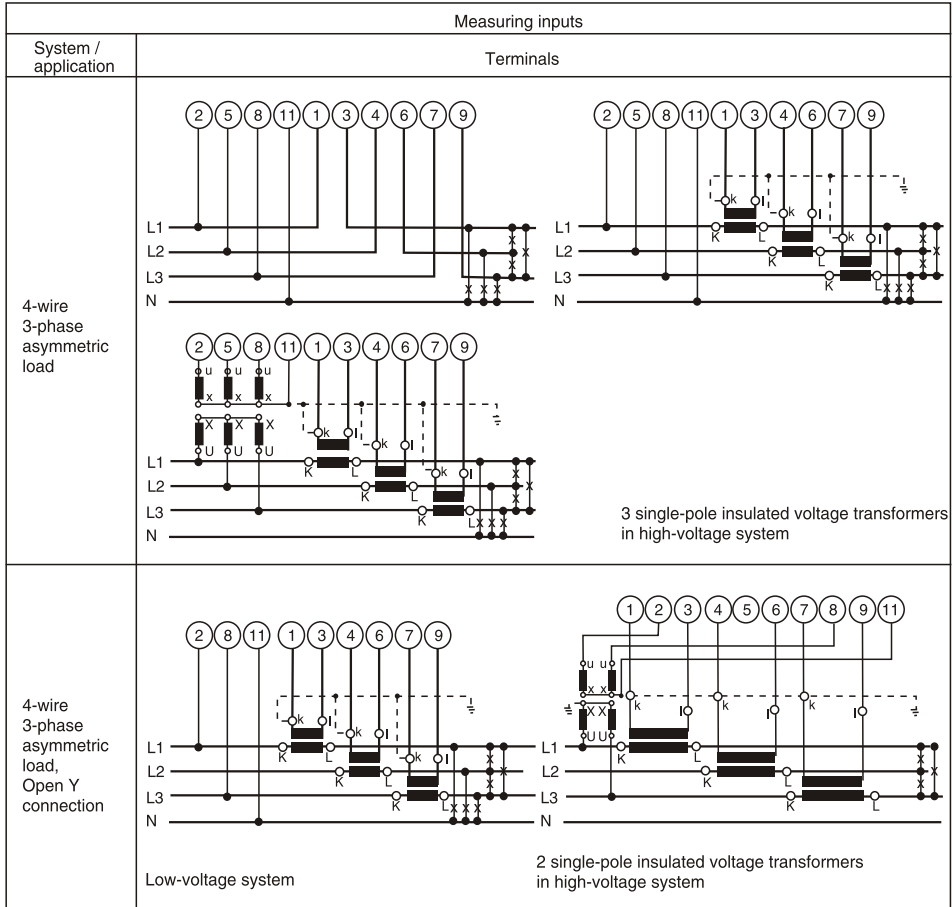 Measuring inputs
System /
application
Terminals
4-wire
3-phase
asymmetric
load
2 5 8 11 1 3 4 6 7 9
L1
L2
L3
N
2 5 8 11 1 3 4 6 7 9
k l
k l
k l
L1
K L
L2
K L
L3
K L
N
2 5 8 11 1 3 4 6 7 9
u u u
x x x
X X X
U U U
k l
k l
k l
L1
K L
L2
K L
L3
K L
N
3 single-pole insulated voltage transformers
in high-voltage system
4-wire
3-phase
asymmetric
load,
Open Y
connection
2 8 11 1 3 4 6 7 9
k l
k l
k l
L1
K L
L2
K L
L3
K L
N
Low-voltage system
1 2 3 4 5 6 7 8 9 11
u u
x x
X X
U U
k l k l k l
L1
K L
L2
K L
L3
K L
N
2 single-pole insulated voltage transformers
in high-voltage system